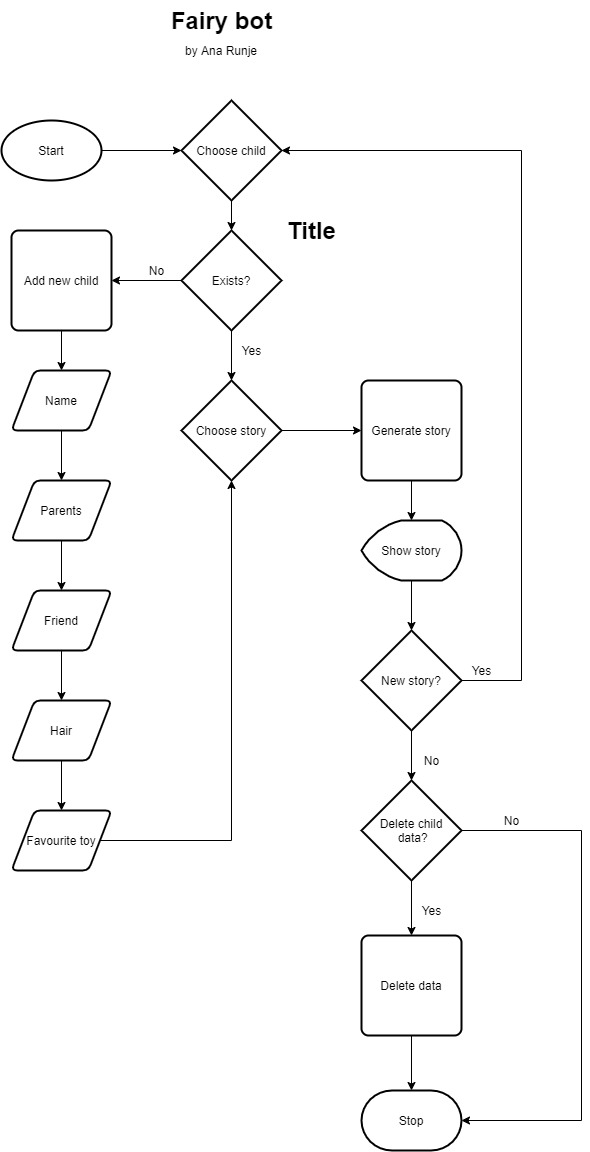 Fairy bot
by Ana Runje
Start
Choose child
Title
Add new child
No
Exists?
Yes
Name
Choose story
Generate story
Parents
Show story
Friend
New story?
Yes
Hair
No
Favourite toy
Delete child
data?
No
Yes
Delete data
Stop